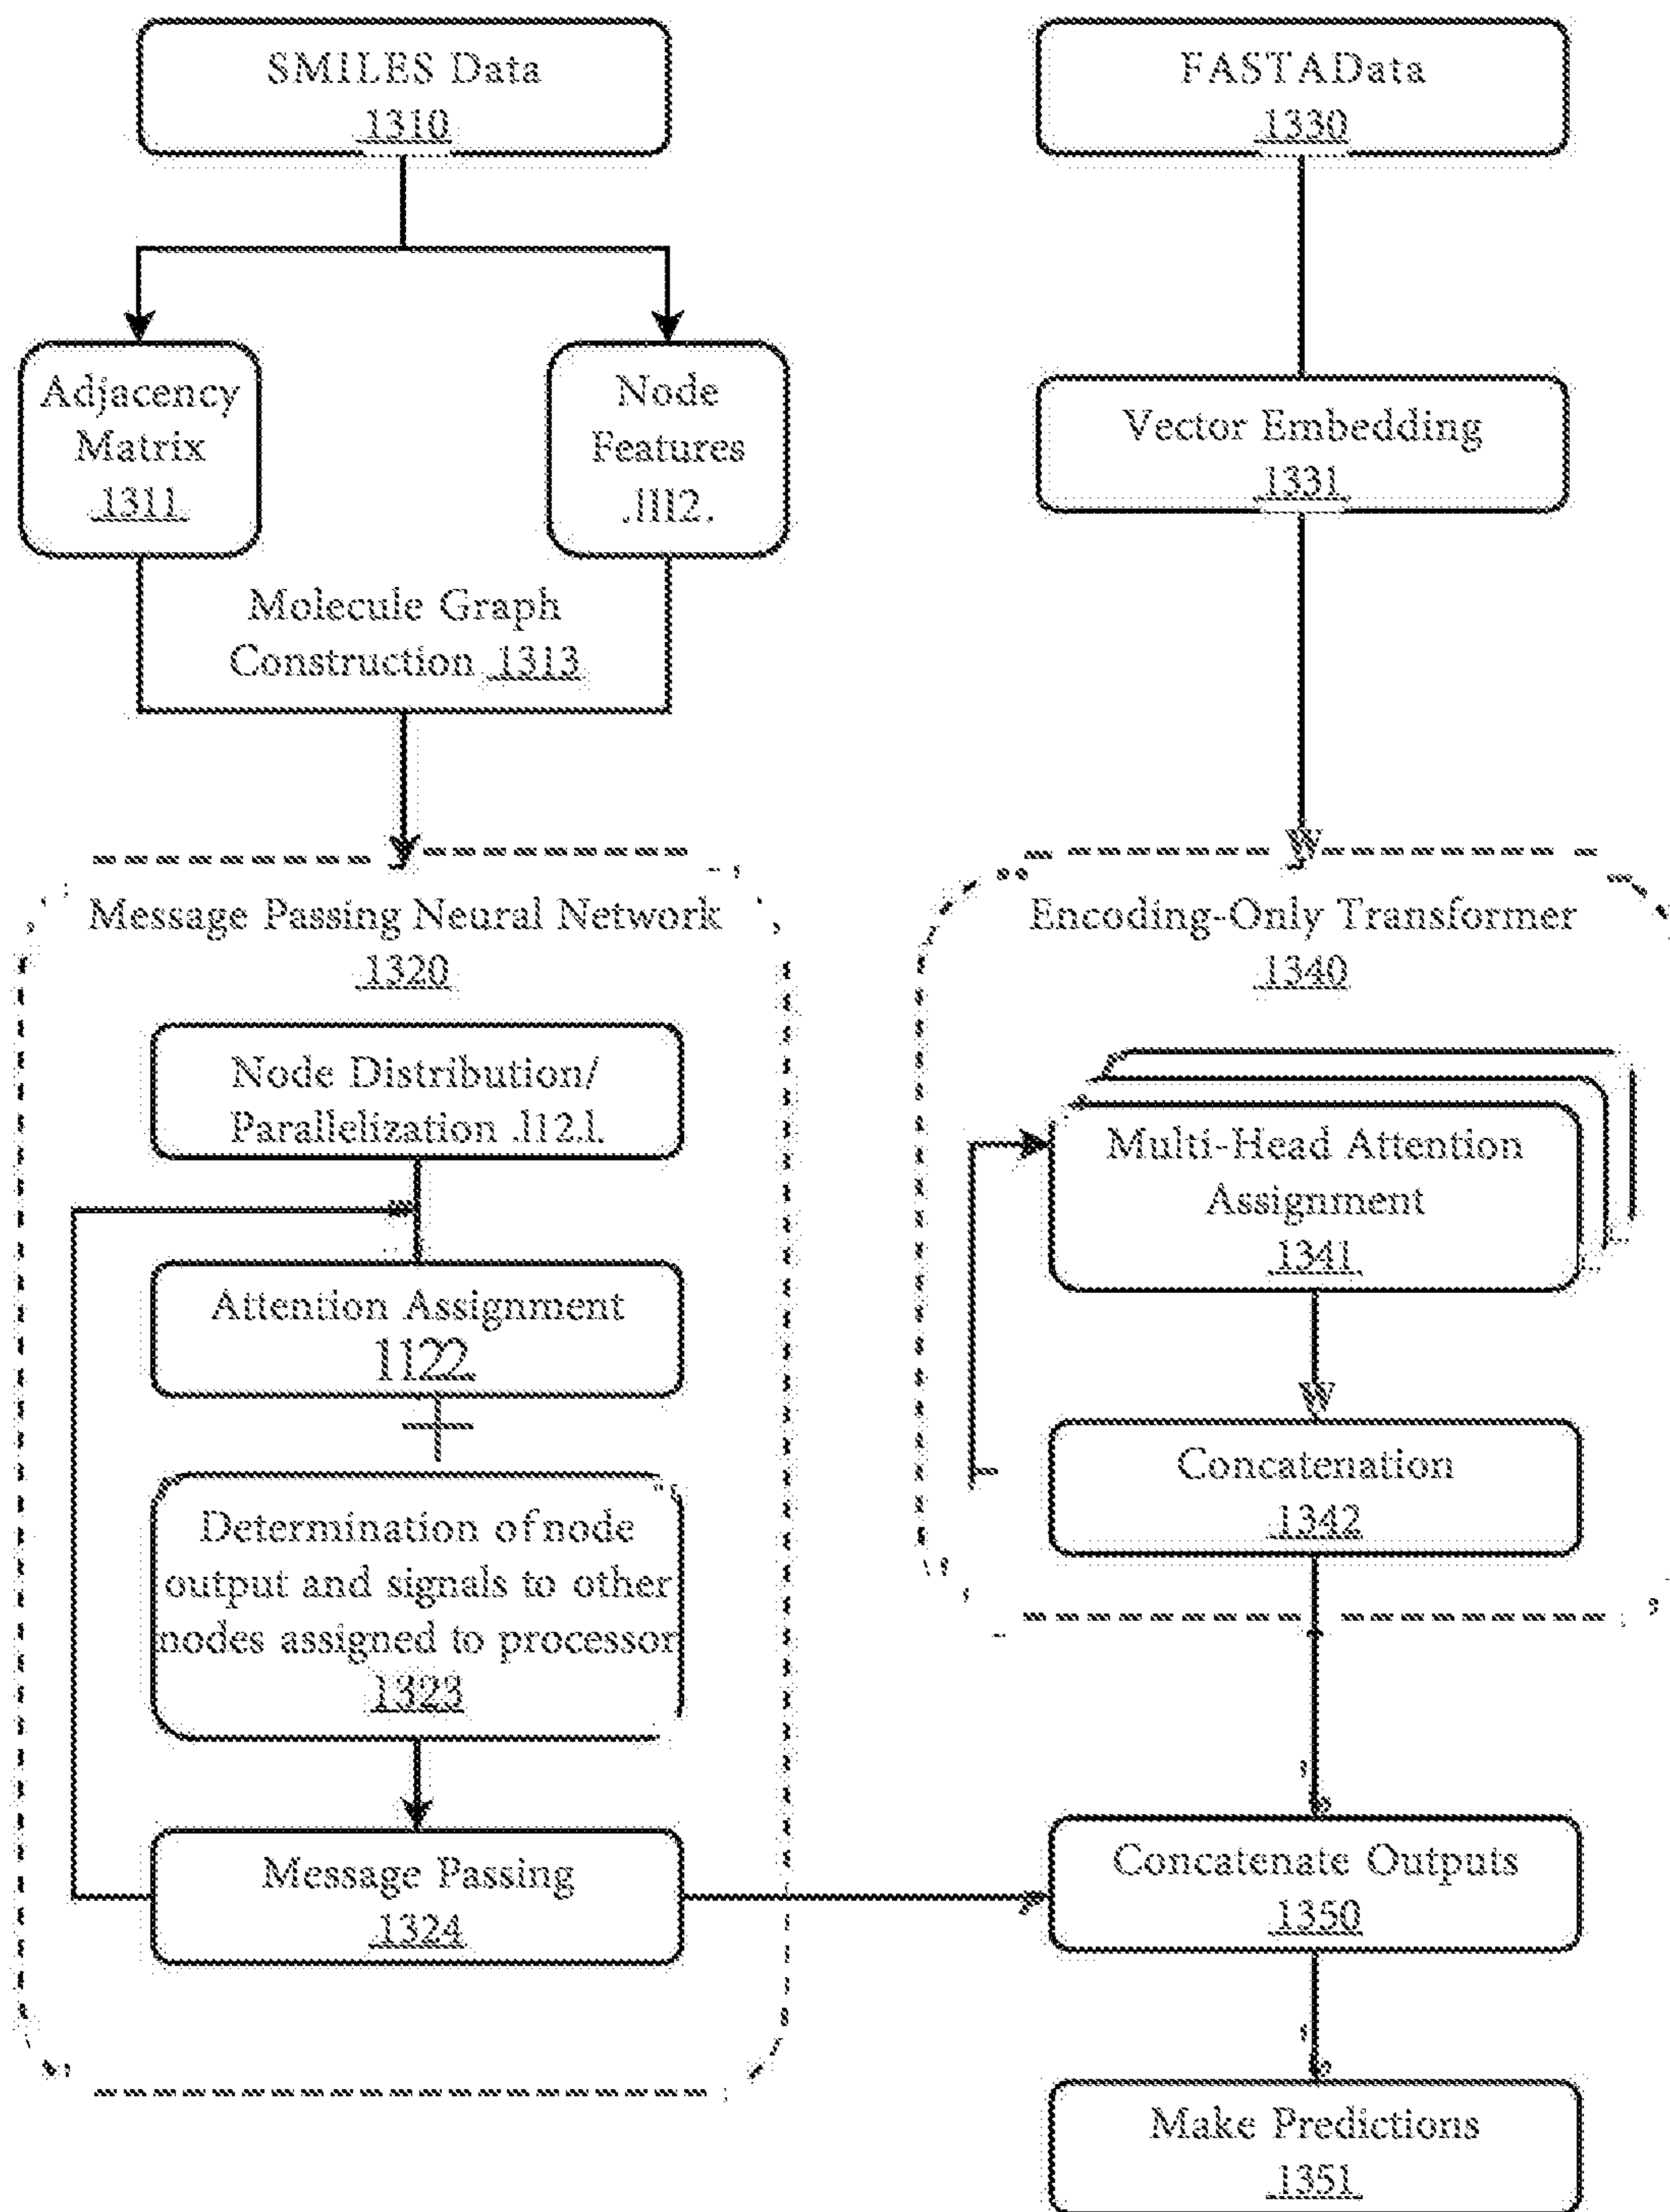 SMILES Data
1310
FASTAData
1330
Adjacency
Matrix
1311
Node
Features
.1112.
Vector Embedding
1331
Molecule Graph
Construction 1313
Message Passing Neural Network
1320
Encoding-Only Transformer
1340
Node Distribution/
Parallelization .112.1.
Multi-Head Attention
Assignment
1341
Attention Assignment
1122
Concatenation
1342
Determination of node
output and signals to other
nodes assigned to processor
1323
Message Passing
1324
Concatenate Outputs
1350
Make Predictions
1351